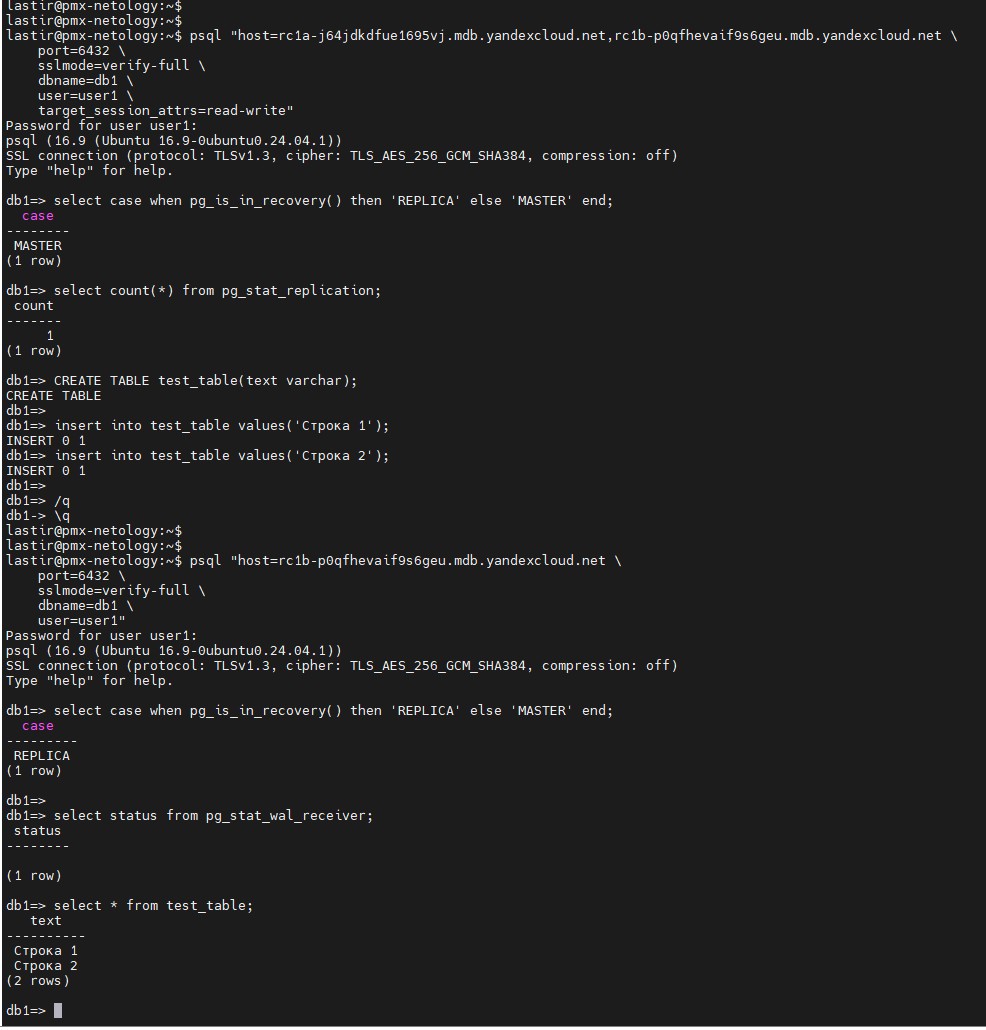 lastir@pmx-netology:~$
lastir@pmx-netology:~$
lastir@pmx-netology:~$ psql "host=rc1a-j64jdkdfue1695vj.mdb.yandexcloud.net,rc1b-p0qfhevaif9s6geu.mdb.yandexcloud.net \
    port=6432 \
    sslmode=verify-full \
    dbname=db1 \
    user=user1 \
    target_session_attrs=read-write"
Password for user user1:
psql (16.9 (Ubuntu 16.9-0ubuntu0.24.04.1))
SSL connection (protocol: TLSv1.3, cipher: TLS_AES_256_GCM_SHA384, compression: off)
Type "help" for help.

db1=> select case when pg_is_in_recovery() then 'REPLICA' else 'MASTER' end;
  case
--------
 MASTER
(1 row)

db1=> select count(*) from pg_stat_replication;
 count
-------
     1
(1 row)

db1=> CREATE TABLE test_table(text varchar);
CREATE TABLE
db1=>
db1=> insert into test_table values('Строка 1');
INSERT 0 1
db1=> insert into test_table values('Строка 2');
INSERT 0 1
db1=>
db1=> /q
db1-> \q
lastir@pmx-netology:~$
lastir@pmx-netology:~$
lastir@pmx-netology:~$ psql "host=rc1b-p0qfhevaif9s6geu.mdb.yandexcloud.net \
    port=6432 \
    sslmode=verify-full \
    dbname=db1 \
    user=user1"
Password for user user1:
psql (16.9 (Ubuntu 16.9-0ubuntu0.24.04.1))
SSL connection (protocol: TLSv1.3, cipher: TLS_AES_256_GCM_SHA384, compression: off)
Type "help" for help.

db1=> select case when pg_is_in_recovery() then 'REPLICA' else 'MASTER' end;
  case
---------
 REPLICA
(1 row)

db1=>
db1=> select status from pg_stat_wal_receiver;
 status
--------

(1 row)

db1=> select * from test_table;
   text
----------
 Строка 1
 Строка 2
(2 rows)

db1=>